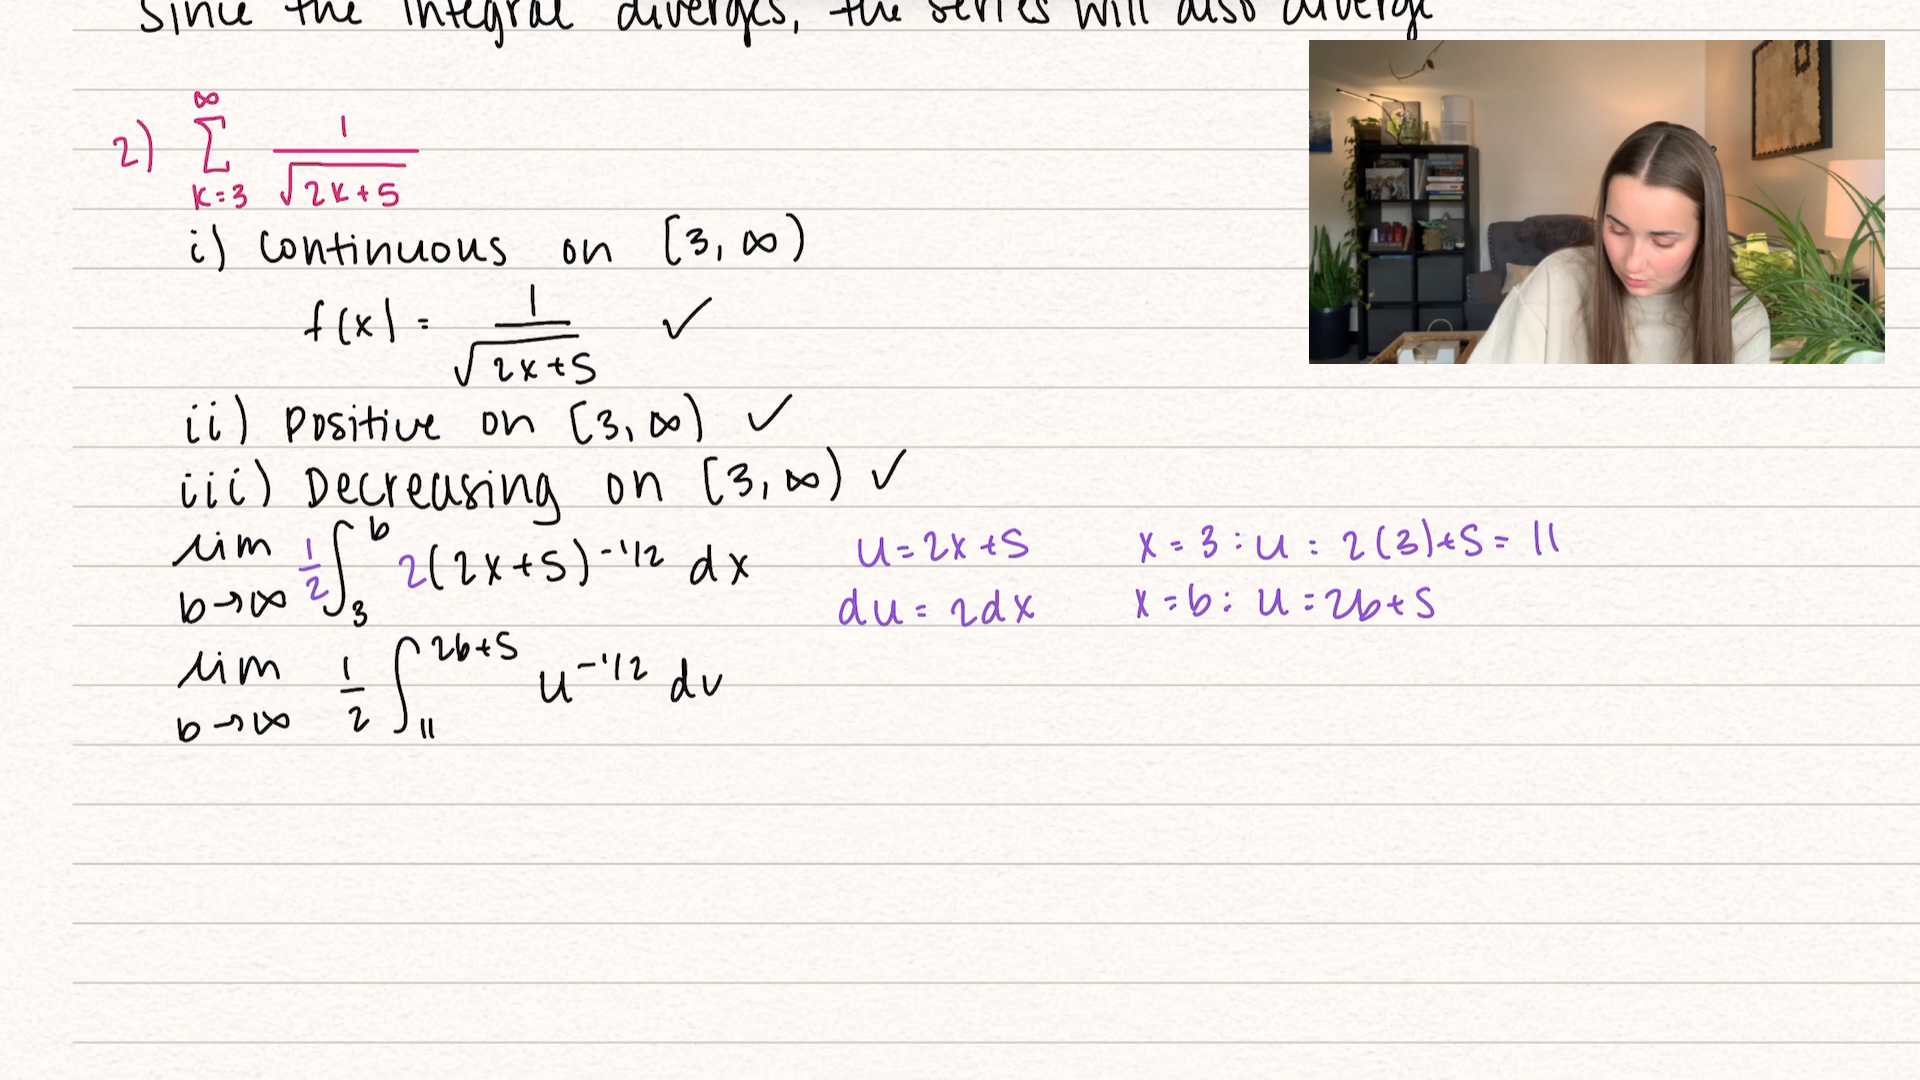 Since the integral diverges, the series will also diverge
2) ∞ Σ k=3 1/√2k+5
i) Continuous on [3, ∞)
f(x) = 1/√2x+5 ✓
ii) Positive on [3, ∞) ✓
iii) Decreasing on [3, ∞) ✓
lim b→∞ 1/2 ∫₃ᵇ 2(2x+5)^-1/2 dx u=2x+5 x=3: u=2(3)+5=11
du=2dx x=b: u=2b+5
lim b→∞ 1/2 ∫₁₁^2b+5 u^-1/2 du